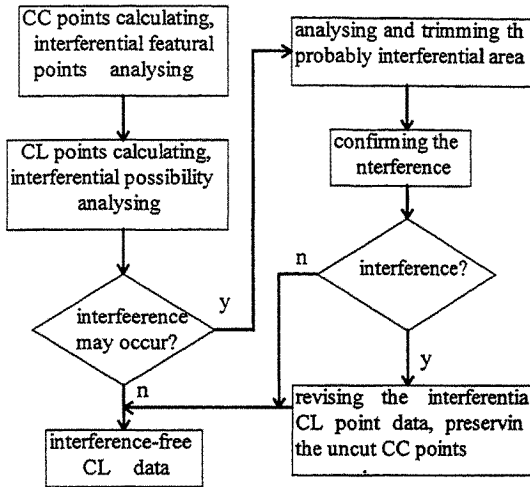 CC points calculating,
interferential featural
points analysing
CL points calculating,
interferential possibility
analysing
interfeerence
may occur?
y
n
interference-free
CL data
analysing and trimming th
probably interferential area
confirming the
nterference
interference?
n
y
revising the interferentia
CL point data, preservin
the uncut CC points